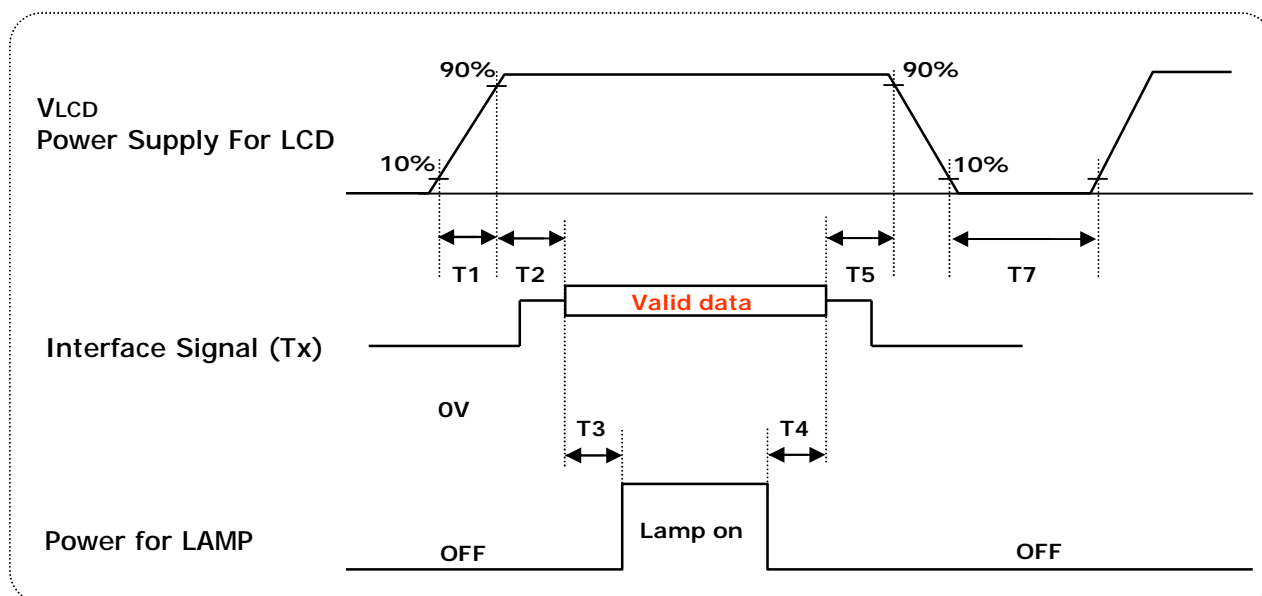 90%
90%
VLCD
Power Supply For LCD
10%
10%
T1
T2
T5
T7
Valid data
Interface Signal (Tx)
0V
T3
T4
Lamp on
Power for LAMP
OFF
OFF